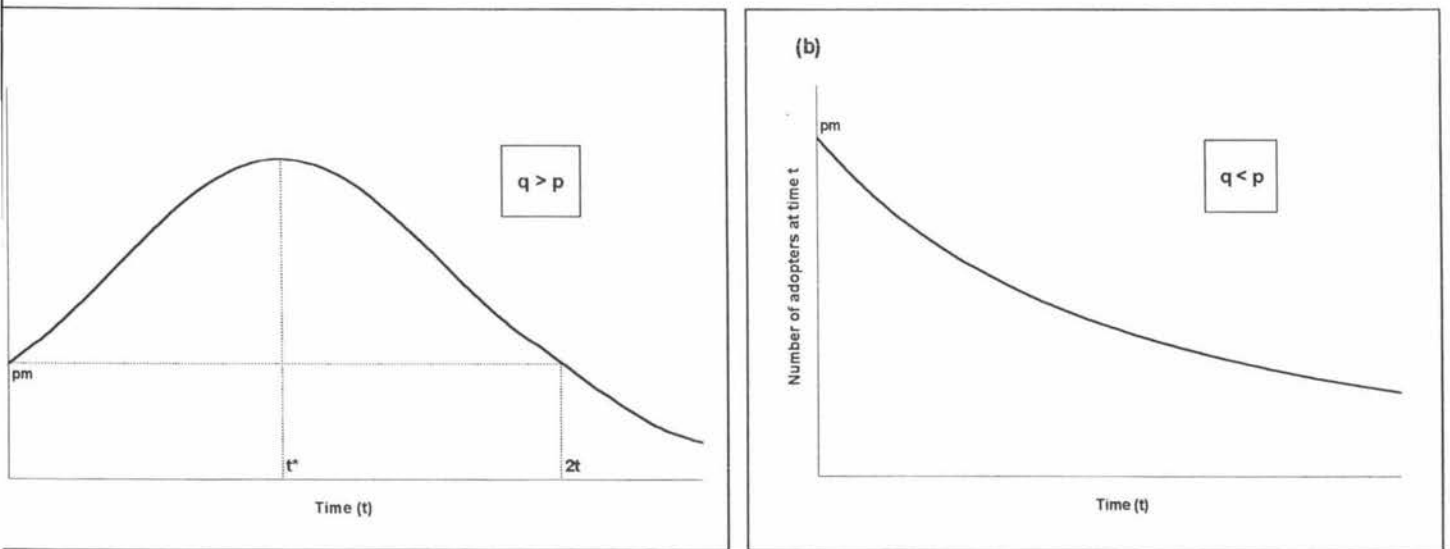 q > p
pm
t*
2t
Time (t)
(b)
pm
Number of adopters at time t
q < p
Time (t)